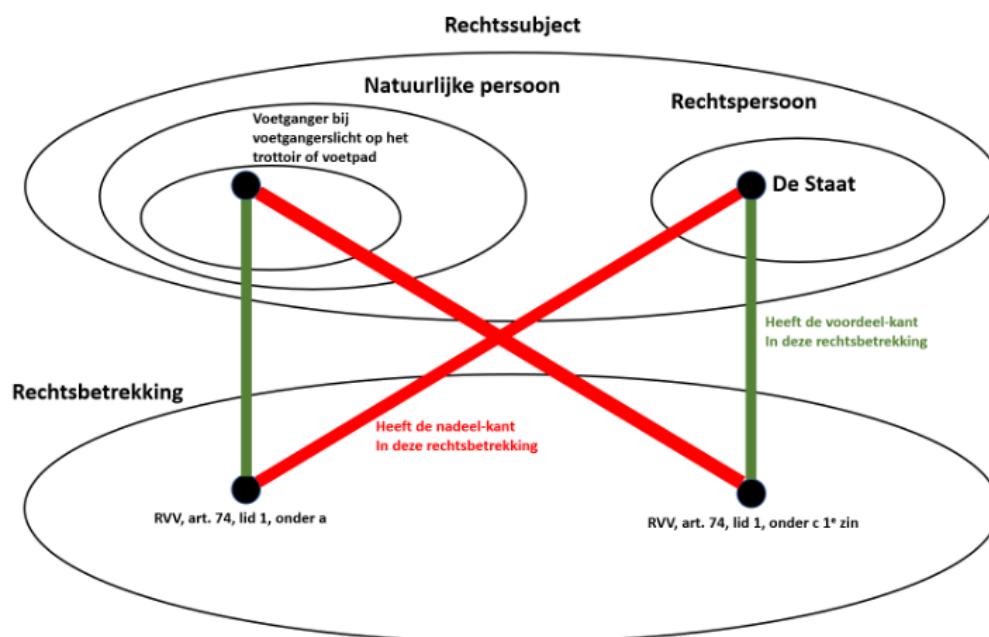 Rechtssubject
Natuurlijke persoon
Rechtspersoon
Voetganger bij
voetgangerslicht op het
trottoir of voetpad
De Staat
Heeft de voordeel-kant
In deze rechtsbetrekking
Rechtsbetrekking
Heeft de nadeel-kant
In deze rechtsbetrekking
RVV, art. 74, lid 1, onder a
RVV, art. 74, lid 1, onder c 1e zin